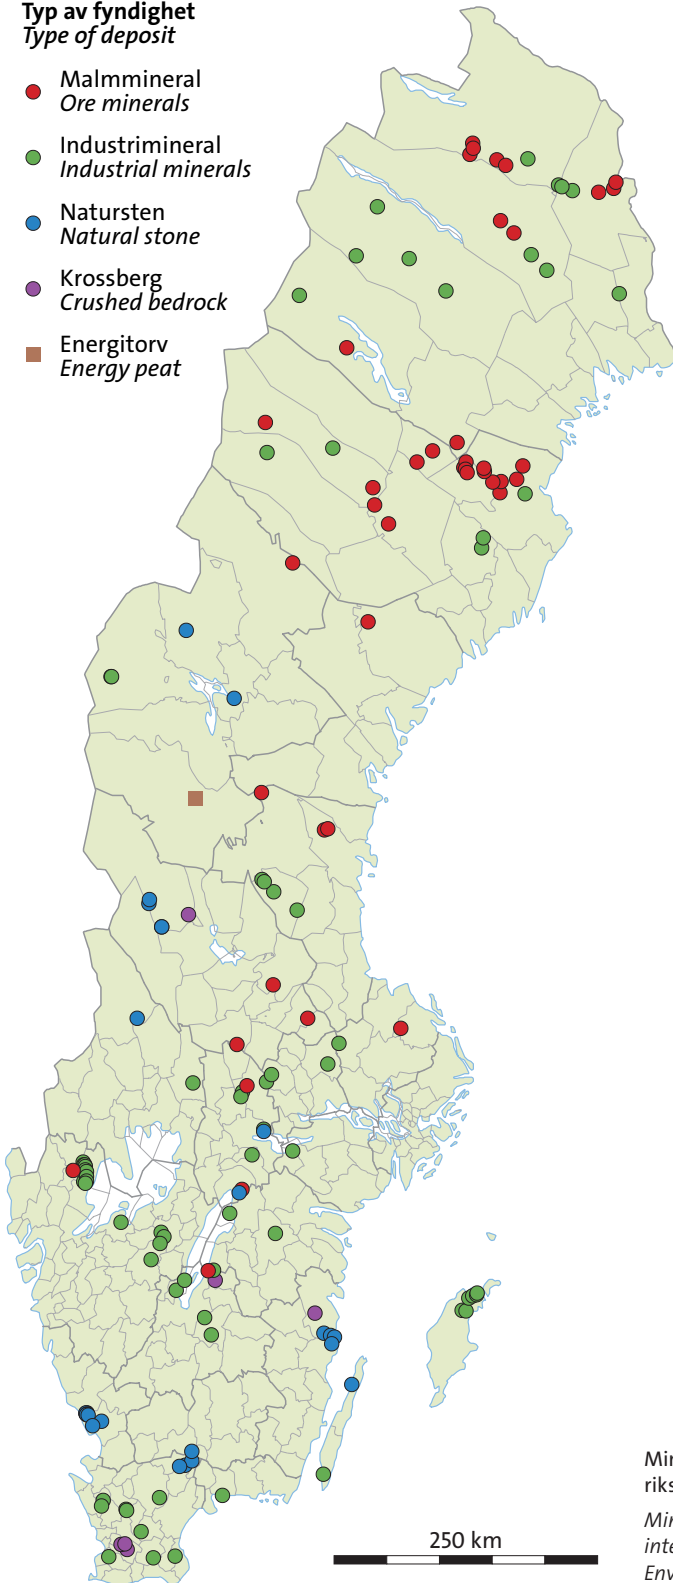 Typ av fyndighet
Type of deposit
Malmmineral
Ore minerals
Industrimineral
Industrial minerals
Natursten
Natural stone
Krossberg
Crushed bedrock
Energitorv
Energy peat
250 km